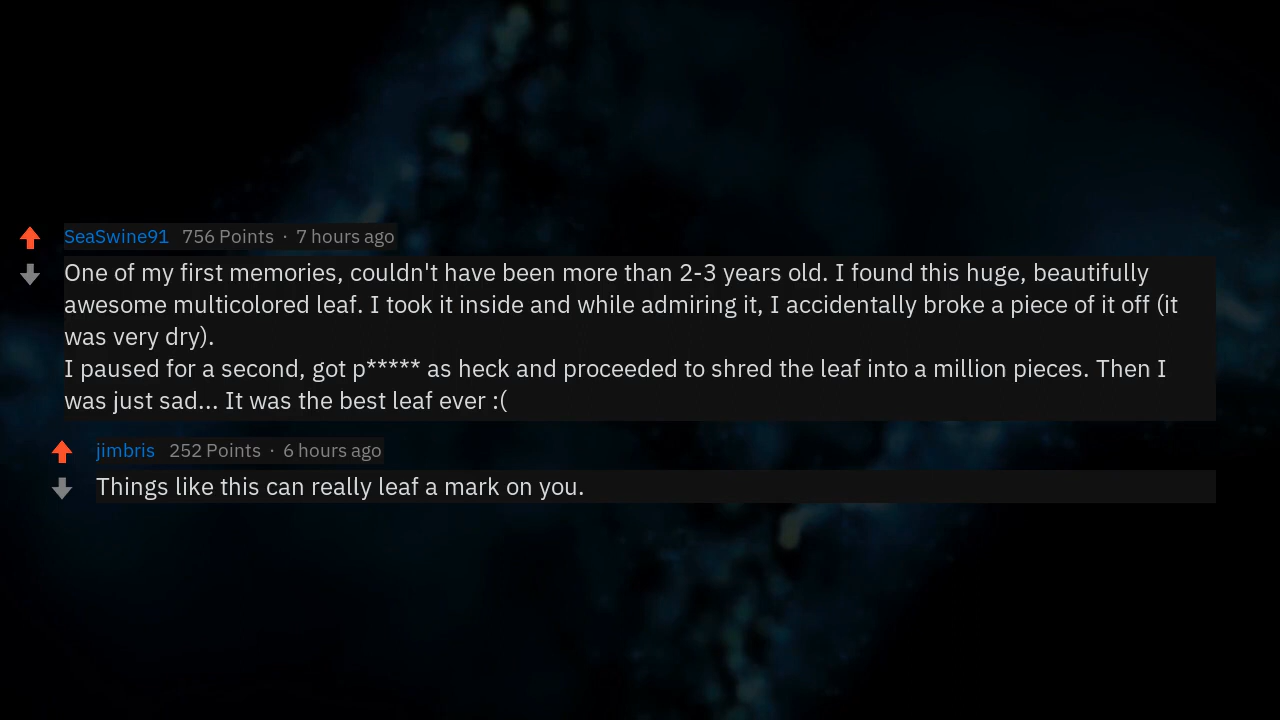 SeaSwine91 756 Points · 7 hours ago
One of my first memories, couldn't have been more than 2-3 years old. I found this huge, beautifully
awesome multicolored leaf. I took it inside and while admiring it, I accidentally broke a piece of it off (it
was very dry).
I paused for a second, got p***** as heck and proceeded to shred the leaf into a million pieces. Then I
was just sad... It was the best leaf ever :(
jimbris 252 Points · 6 hours ago
Things like this can really leaf a mark on you.